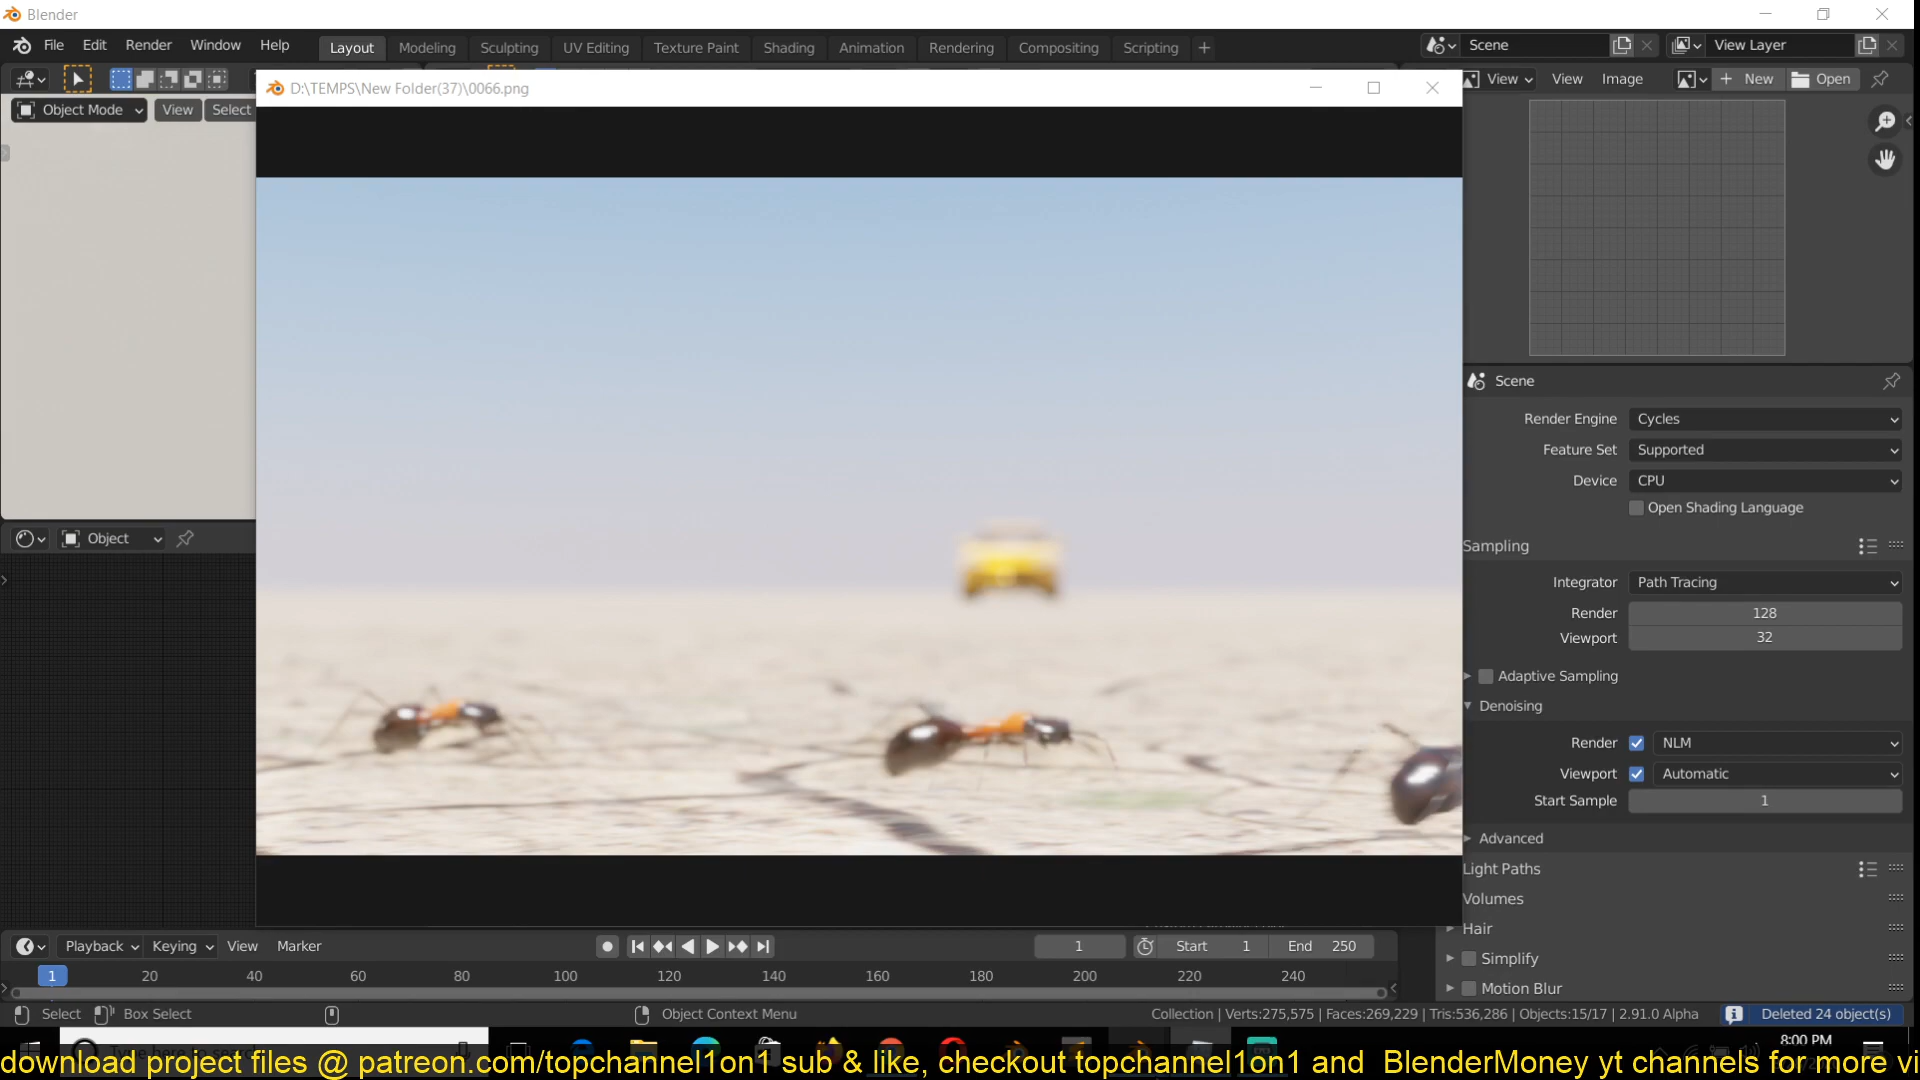 Blender
File Edit Render Window Help
Layout Modeling Sculpting UV Editing Texture Paint Shading Animation Rendering Compositing Scripting +
Scene
View Layer
View View Image New Open
Object Mode View Select
D:\TEMPS\New Folder(37)\0066.png
Scene
Render Engine Cycles
Feature Set Supported
Device CPU
Open Shading Language
Object
Sampling
Integrator Path Tracing
Render 128
Viewport 32
Adaptive Sampling
Denoising
Render NLM
Viewport Automatic
Start Sample 1
Advanced
Light Paths
Volumes
Hair
Simplify
Motion Blur
Playback Keying View Marker 1 Start 1 End 250
1 20 40 60 80 100 120 140 160 180 200 220 240
Select Box Select Object Context Menu
Collection | Verts:275,575 | Faces:269,229 | Tris:536,286 | Objects:15/17 | 2.91.0 Alpha
Deleted 24 object(s)
8:00 PM
download project files @ patreon.com/topchannel1on1 sub & like, checkout topchannel1on1 and BlenderMoney yt channels for more vi